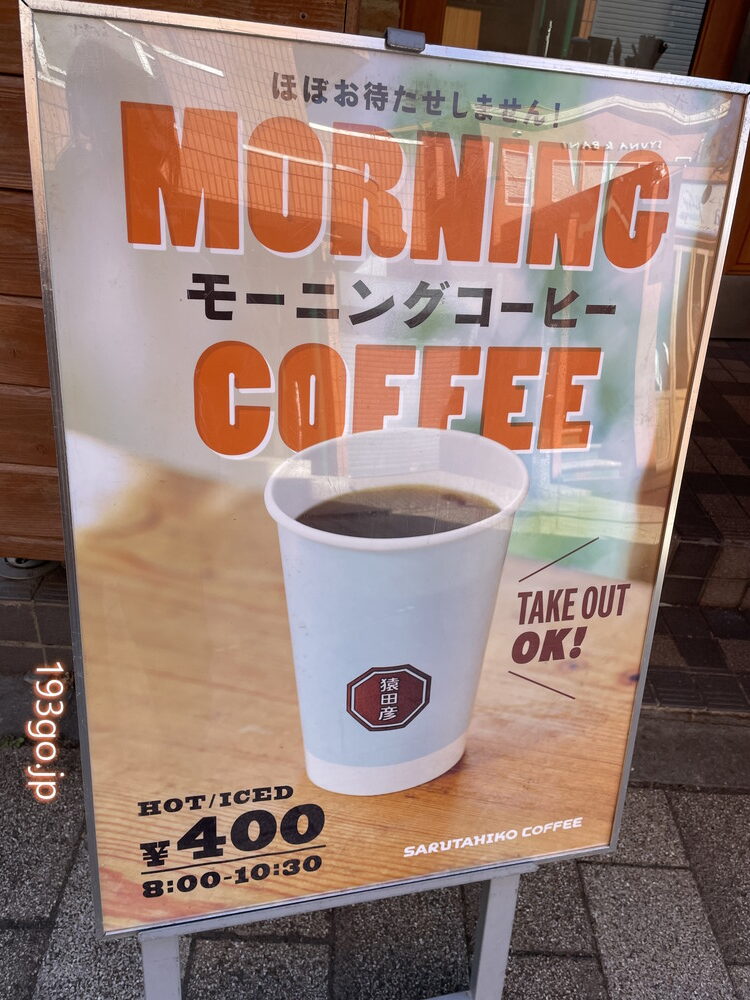 ほぼお待たせしません!
MORNING
モーニングコーヒー
COFFEE
TAKE OUT
OK!
猿田彦
HOT/ICED
¥400
8:00-10:30
SARUTAHIKO COFFEE
193go.jp